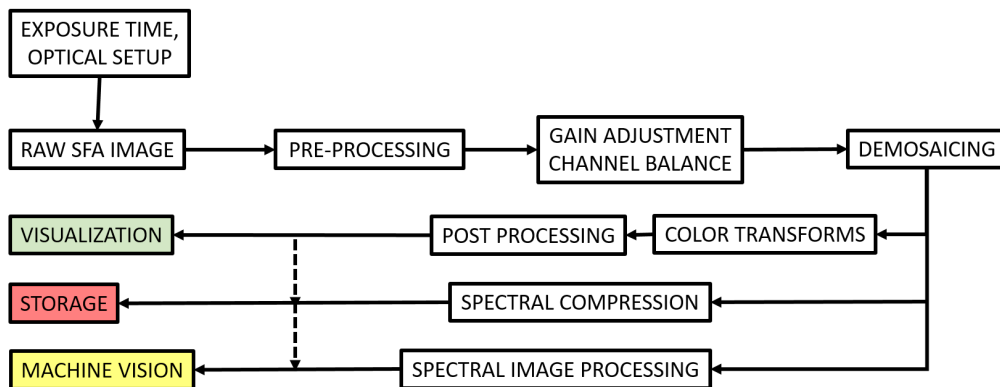 EXPOSURE TIME,
OPTICAL SETUP
RAW SFA IMAGE
PRE-PROCESSING
GAIN ADJUSTMENT
CHANNEL BALANCE
DEMOSAICING
VISUALIZATION
POST PROCESSING
COLOR TRANSFORMS
STORAGE
SPECTRAL COMPRESSION
MACHINE VISION
SPECTRAL IMAGE PROCESSING